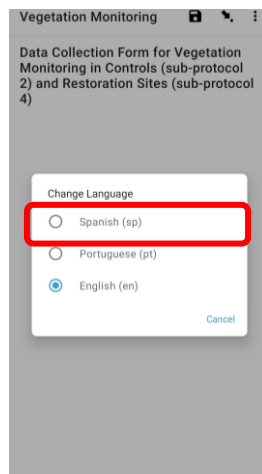 Vegetation Monitoring
Data Collection Form for Vegetation
Monitoring in Controls (sub-protocol
2) and Restoration Sites (sub-protocol
4)
Change Language
Spanish (sp)
Portuguese (pt)
English (en)
Cancel